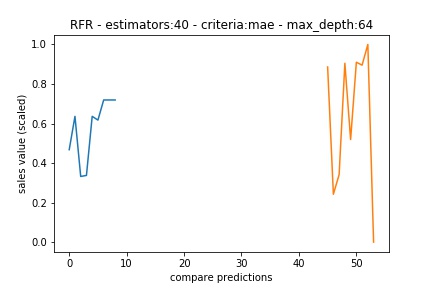 RFR - estimators:40 - criteria:mae - max_depth:64
sales value (scaled)
1.0
0.8
0.6
0.4
0.2
0.0
0 10 20 30 40 50
compare predictions